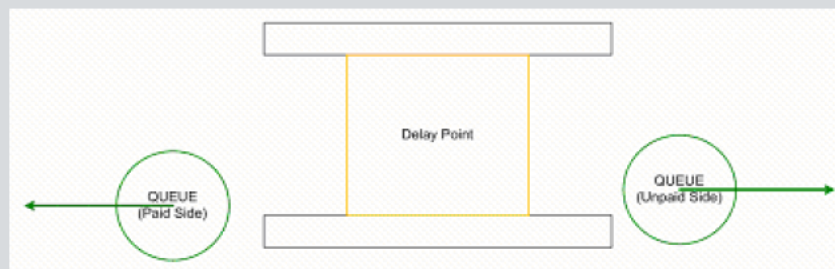 Delay Point
QUEUE
(Paid Side)
QUEUE
(Unpaid Side)